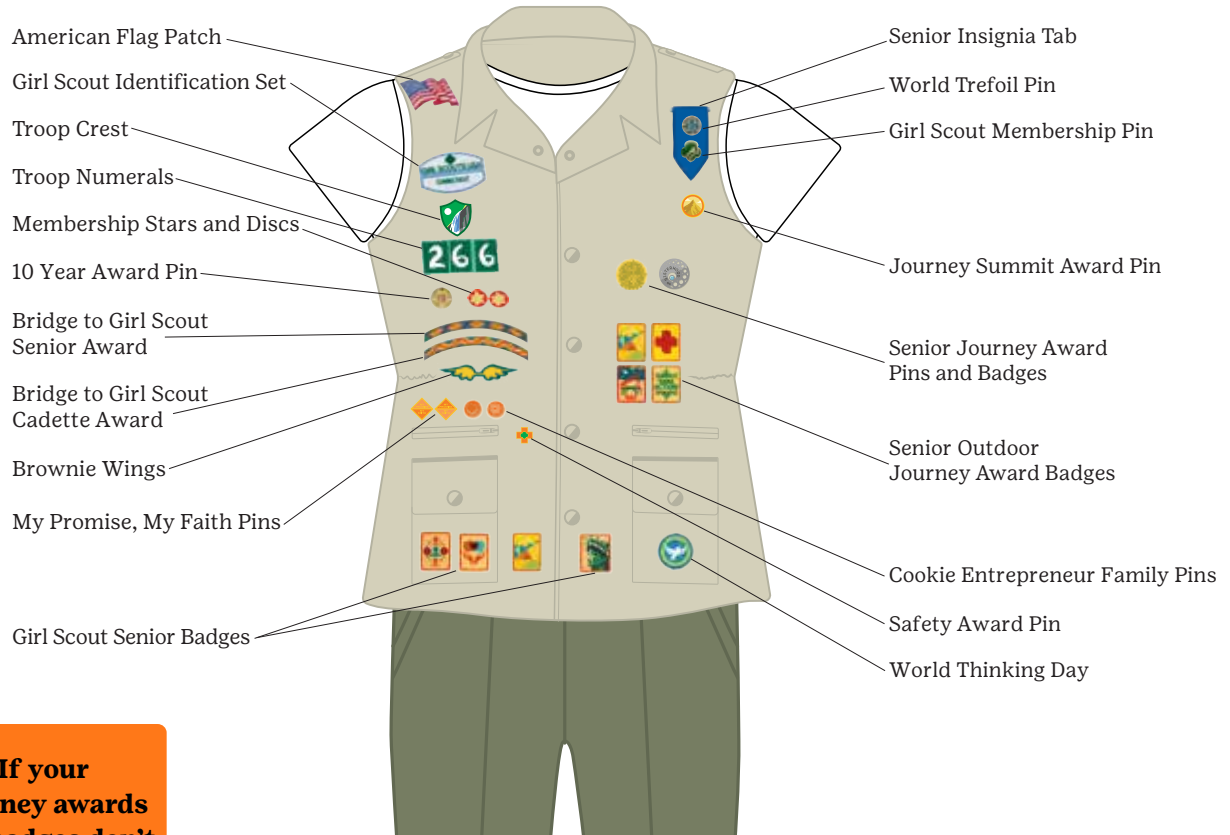 American Flag Patch
Girl Scout Identification Set
Troop Crest
Troop Numerals
Membership Stars and Discs
10 Year Award Pin
Bridge to Girl Scout
Senior Award
Bridge to Girl Scout
Cadette Award
Brownie Wings
My Promise, My Faith Pins
Girl Scout Senior Badges
266
Senior Insignia Tab
World Trefoil Pin
Girl Scout Membership Pin
Journey Summit Award Pin
Senior Journey Award
Pins and Badges
Senior Outdoor
Journey Award Badges
Cookie Entrepreneur Family Pins
Safety Award Pin
World Thinking Day
If your
ney awards